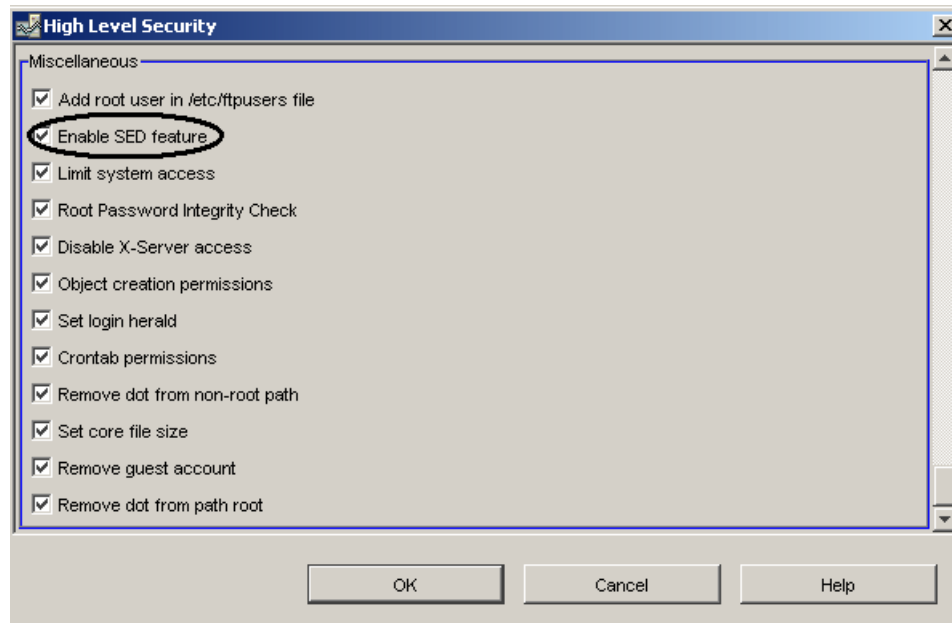 High Level Security
Miscellaneous
Add root user in /etc/ftpusers file
Enable SED feature
Limit system access
Root Password Integrity Check
Disable X-Server access
Object creation permissions
Set login herald
Crontab permissions
Remove dot from non-root path
Set core file size
Remove guest account
Remove dot from path root
OK Cancel Help